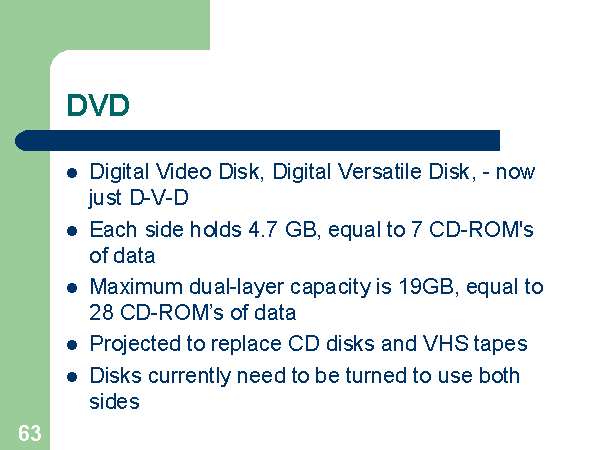 DVD
Digital Video Disk, Digital Versatile Disk, - now
just D-V-D
Each side holds 4.7 GB, equal to 7 CD-ROM's
of data
Maximum dual-layer capacity is 19GB, equal to
28 CD-ROM’s of data
Projected to replace CD disks and VHS tapes
Disks currently need to be turned to use both
sides
63